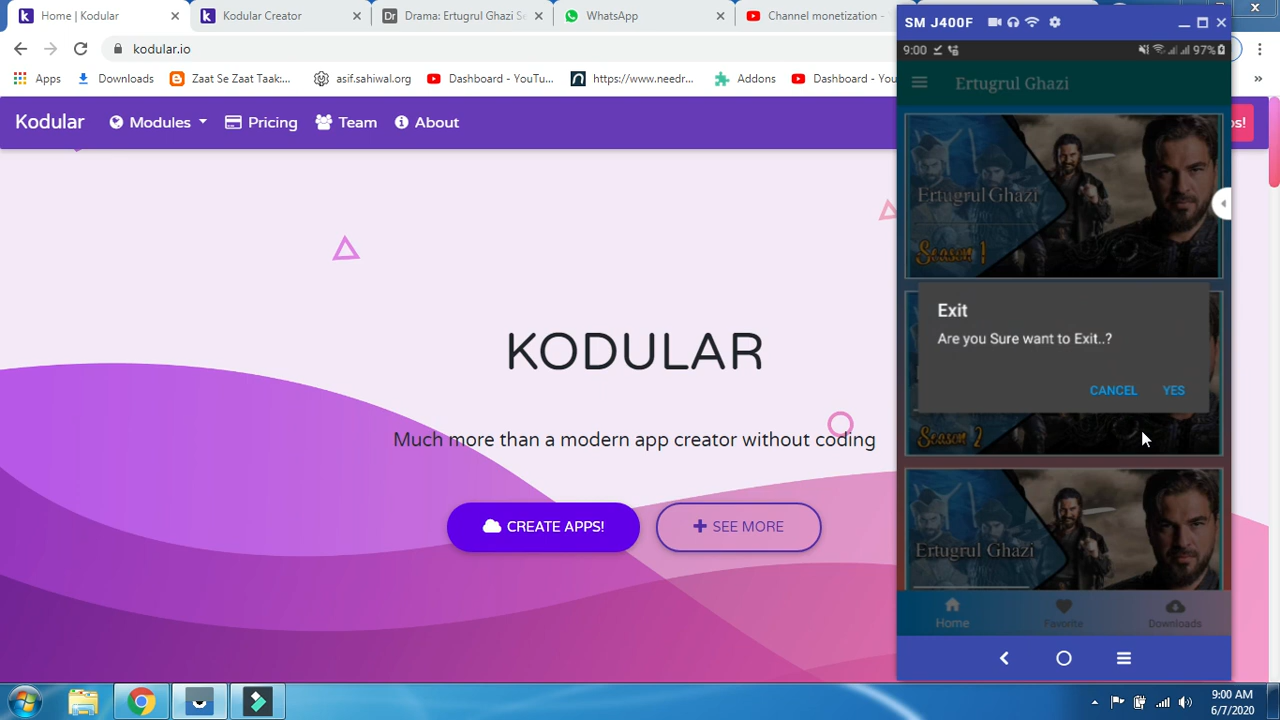 Home | Kodular
Kodular Creator
Drama: Ertugrul Ghazi Se
WhatsApp
Channel monetization -
kodular.io
Apps
Downloads
Zaat Se Zaat Taak:...
asif.sahiwal.org
Dashboard - YouTu...
https://www.needr...
Addons
Dashboard - You
»
Kodular
Modules
Pricing
Team
About
ps!
KODULAR
Much more than a modern app creator without coding
CREATE APPS!
SEE MORE
SM J400F
9:00
97%
Ertugrul Ghazi
Ertugrul Ghazi
Season 1
Exit
Are you Sure want to Exit..?
CANCEL YES
Season 2
Ertugrul Ghazi
Home
Favorite
Downloads
9:00 AM
6/7/2020